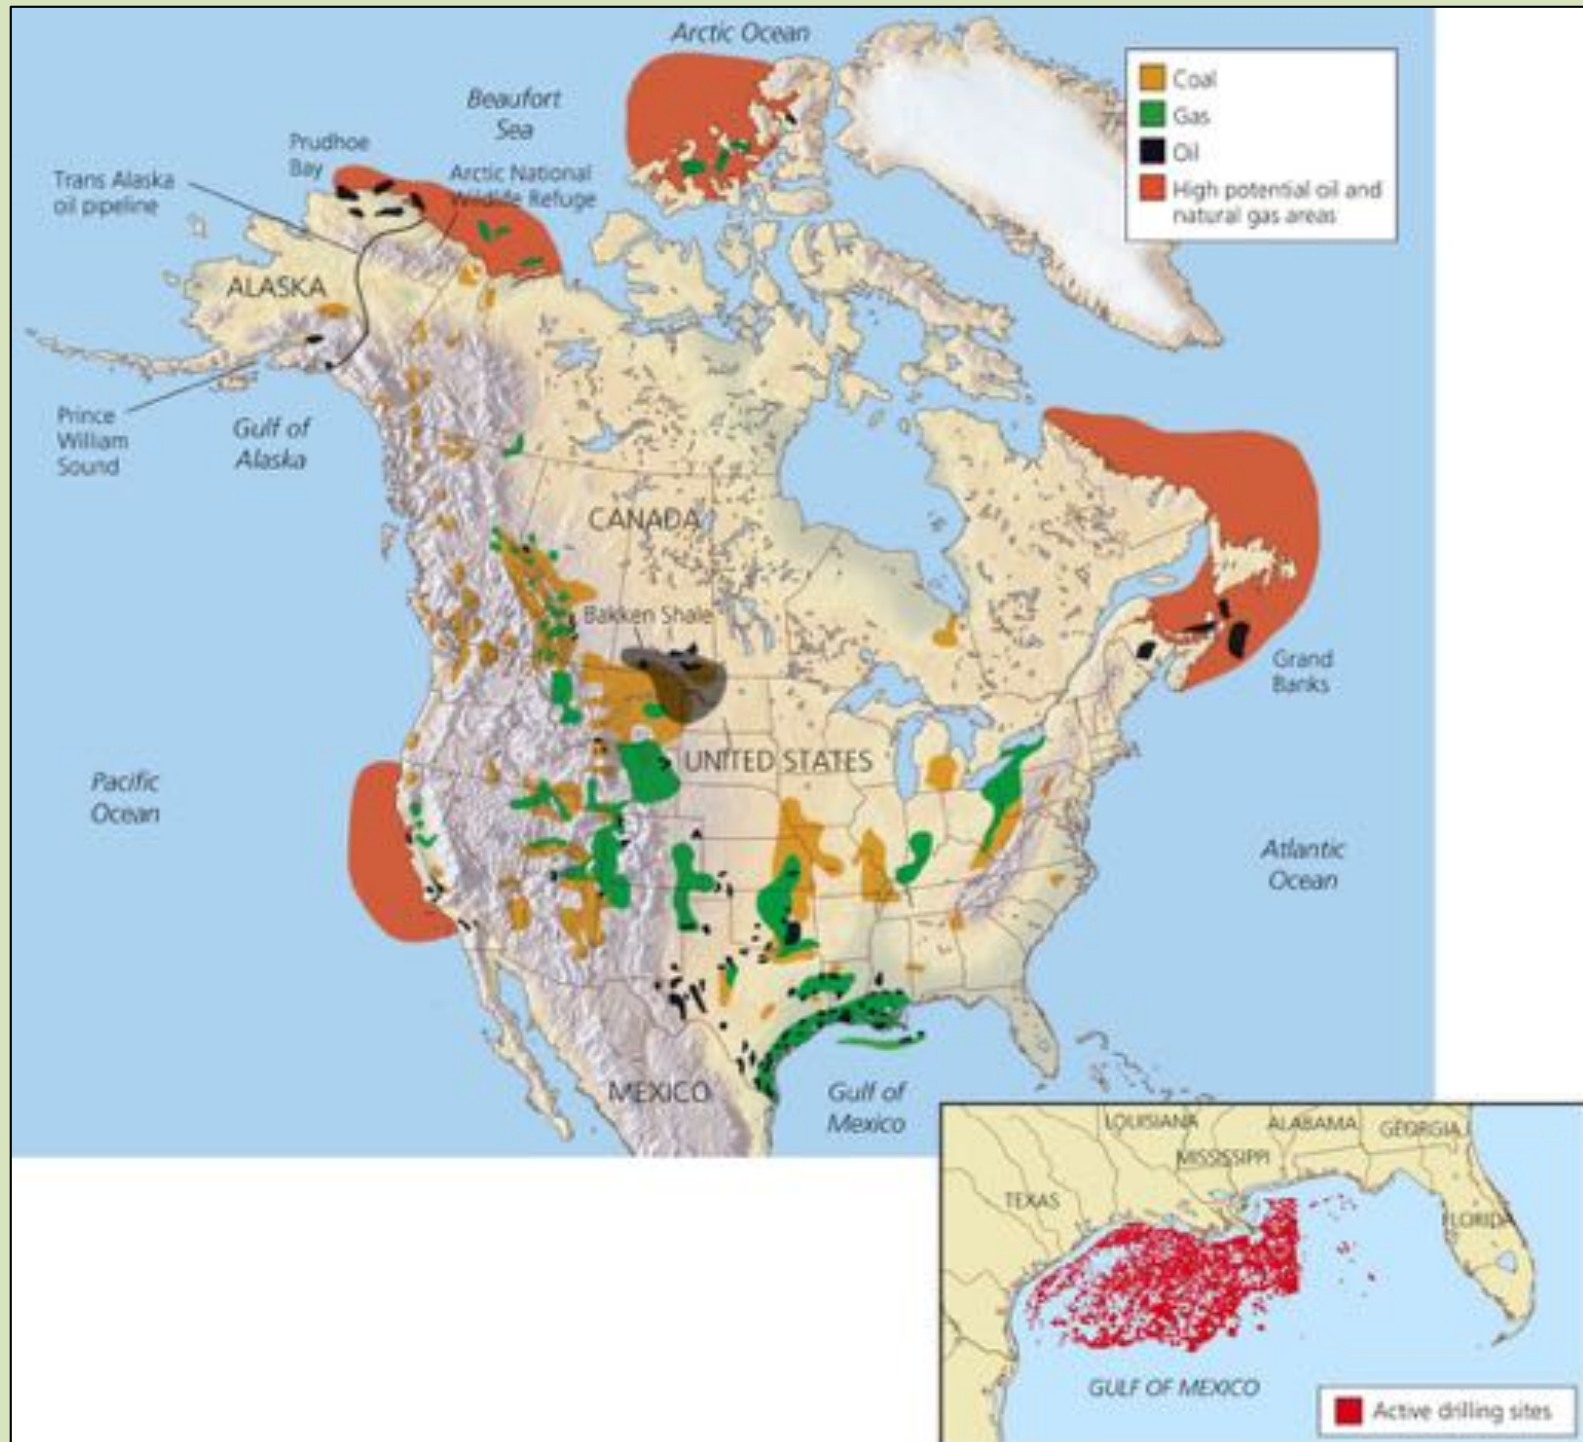 Arctic Ocean
Beaufort
Sea
Prudhoe
Bay
Trans Alaska
oil pipeline
Arctic National
Wildlife Refuge
ALASKA
Prince
William
Sound
Gulf of
Alaska
Coal
Gas
Oil
High potential oil and
natural gas areas
CANADA
Bakken Shale
Grand
Banks
UNITED STATES
Pacific
Ocean
Atlantic
Ocean
MEXICO
Gulf of
Mexico
LOUISIANA
ALABAMA
GEORGIA
MISSISSIPPI
TEXAS
FLORIDA
GULF OF MEXICO
Active drilling sites